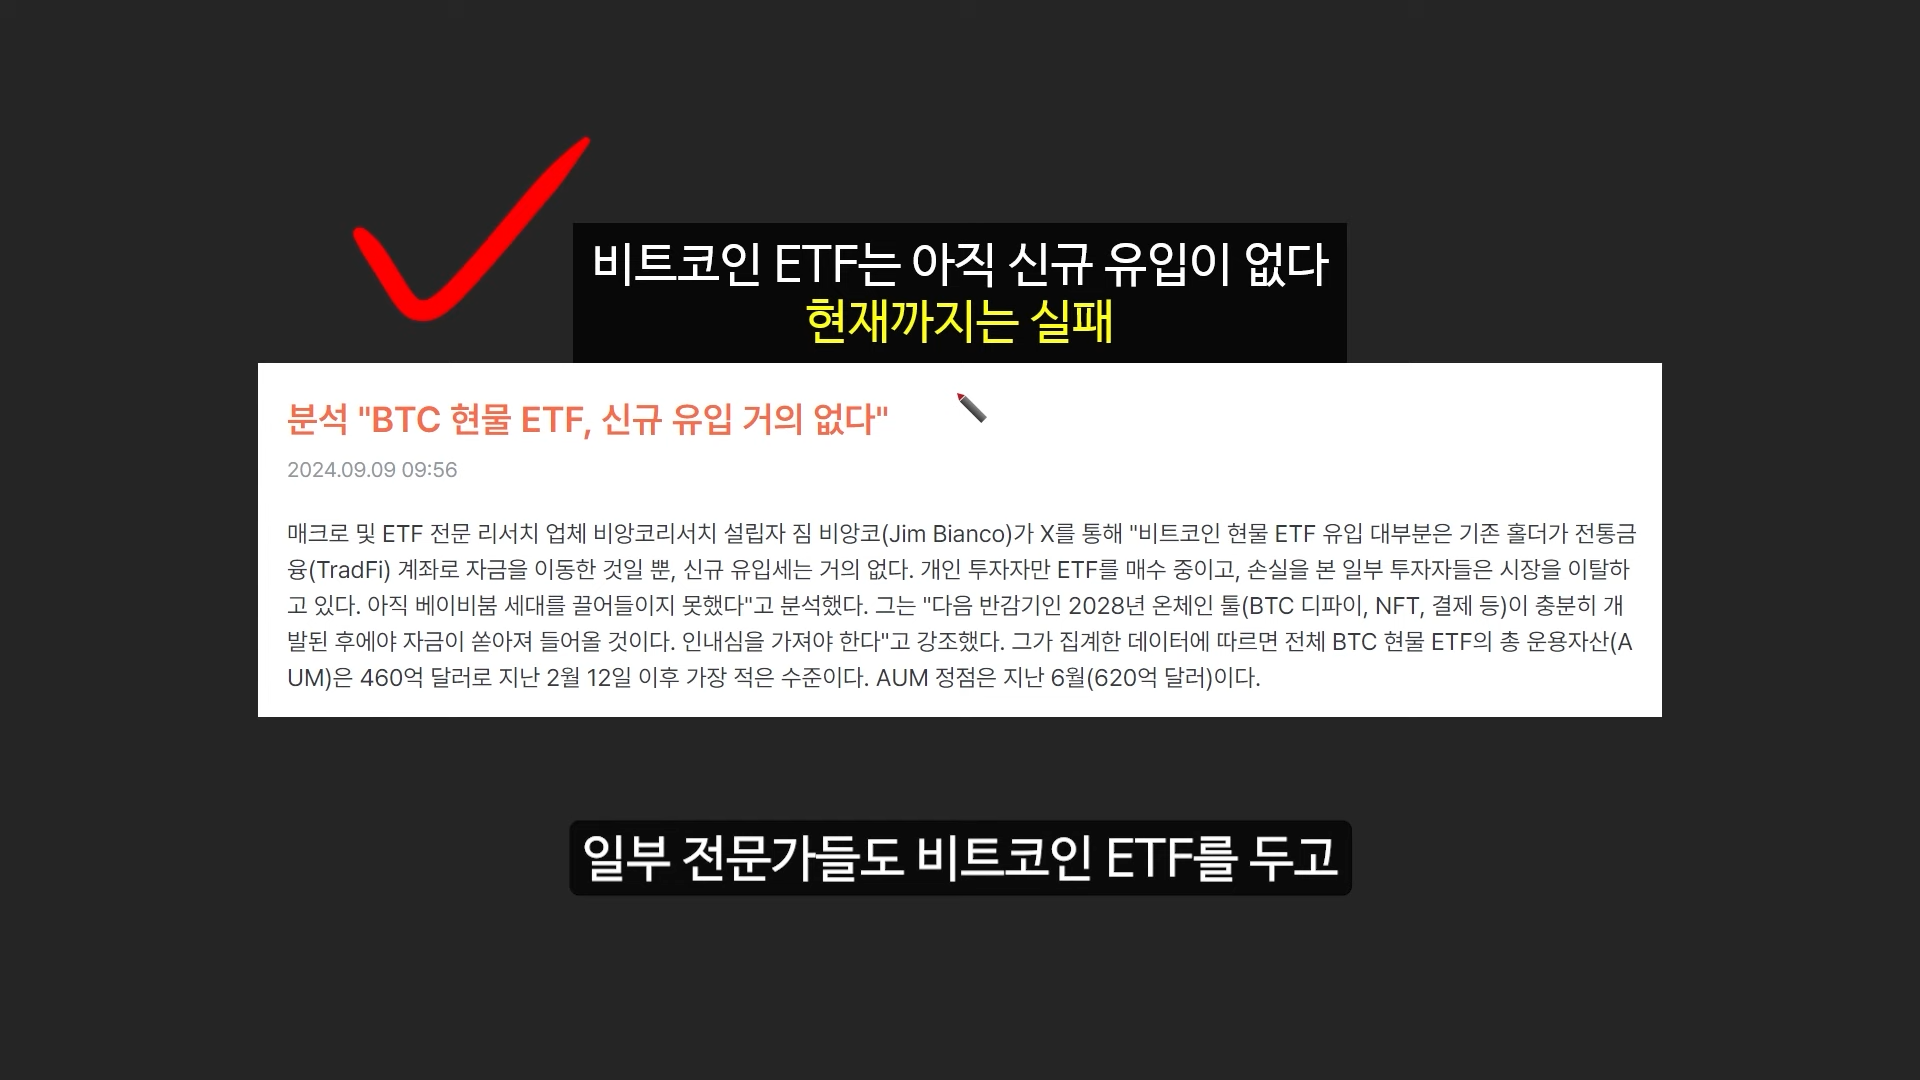 비트코인 ETF는 아직 신규 유입이 없다
현재까지는 실패
분석 "BTC 현물 ETF, 신규 유입 거의 없다"
2024.09.09 09:56
매크로 및 ETF 전문 리서치 업체 비앙코리서치 설립자 짐 비앙코(Jim Bianco)가 X를 통해 "비트코인 현물 ETF 유입 대부분은 기존 홀더가 전통금
융(TradFi) 계좌로 자금을 이동한 것일 뿐, 신규 유입세는 거의 없다. 개인 투자자만 ETF를 매수 중이고, 손실을 본 일부 투자자들은 시장을 이탈하
고 있다. 아직 베이비붐 세대를 끌어들이지 못했다"고 분석했다. 그는 "다음 반감기인 2028년 온체인 툴(BTC 디파이, NFT, 결제 등)이 충분히 개
발된 후에야 자금이 쏟아져 들어올 것이다. 인내심을 가져야 한다"고 강조했다. 그가 집계한 데이터에 따르면 전체 BTC 현물 ETF의 총 운용자산(A
UM)은 460억 달러로 지난 2월 12일 이후 가장 적은 수준이다. AUM 정점은 지난 6월(620억 달러)이다.
일부 전문가들도 비트코인 ETF를 두고